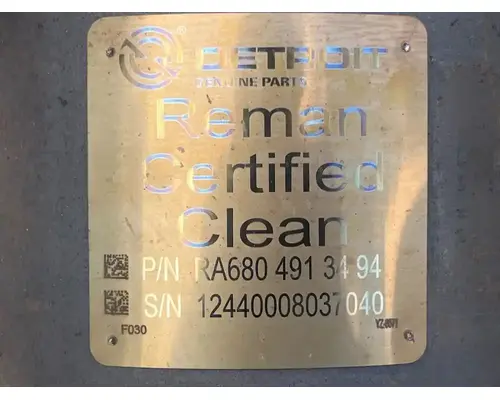 DETROIT
GENUINE PARTS
Reman
Certified
Clean
P/N RA680 491 34 94
S/N 12440008037040
F030